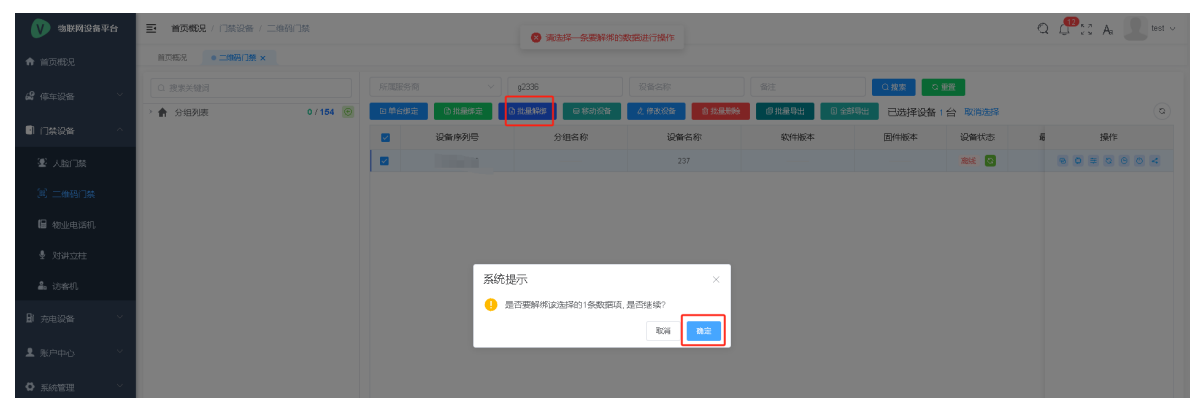 物联网设备平台
首页概况 / 门禁设备 / 二维码门禁
请选择一条要解绑的数据进行操作
12
test
首页概况
首页概况
二维码门禁 ×
停车设备
门禁设备
人脸门禁
二维码门禁
物业电话机
对讲立柱
访客机
充电设备
账户中心
系统管理
搜索关键词
分组列表
0 / 154
所属服务商
g2336
设备名称
备注
搜索
重置
单台绑定
批量绑定
批量解绑
移动设备
修改设备
批量删除
批量导出
全部导出
已选择设备 1 台 取消选择
设备序列号
分组名称
设备名称
软件版本
固件版本
设备状态
操作
237
离线
系统提示
是否要解绑该选择的1条数据项, 是否继续?
取消
确定